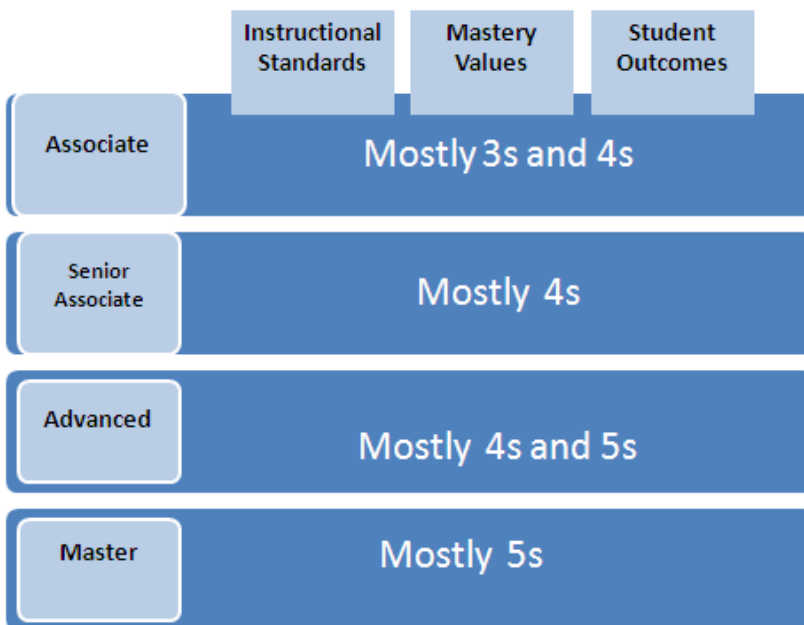 Instructional
Standards
Mastery
Values
Student
Outcomes
Associate
Mostly 3s and 4s
Senior
Associate
Mostly 4s
Advanced
Mostly 4s and 5s
Master
Mostly 5s